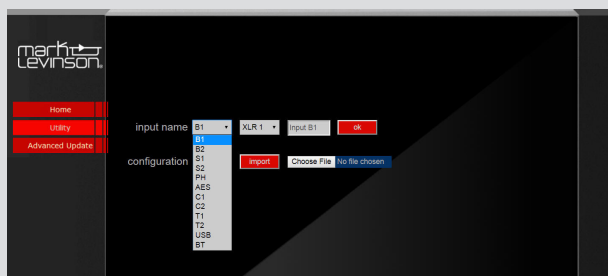 mark
Levinson.
Home
Utility
Advanced Update
input name B1 XLR 1 Input B1 ok
B1
B2
configuration S1 import Choose File No file chosen
S2
PH
AES
C1
C2
T1
T2
USB
BT